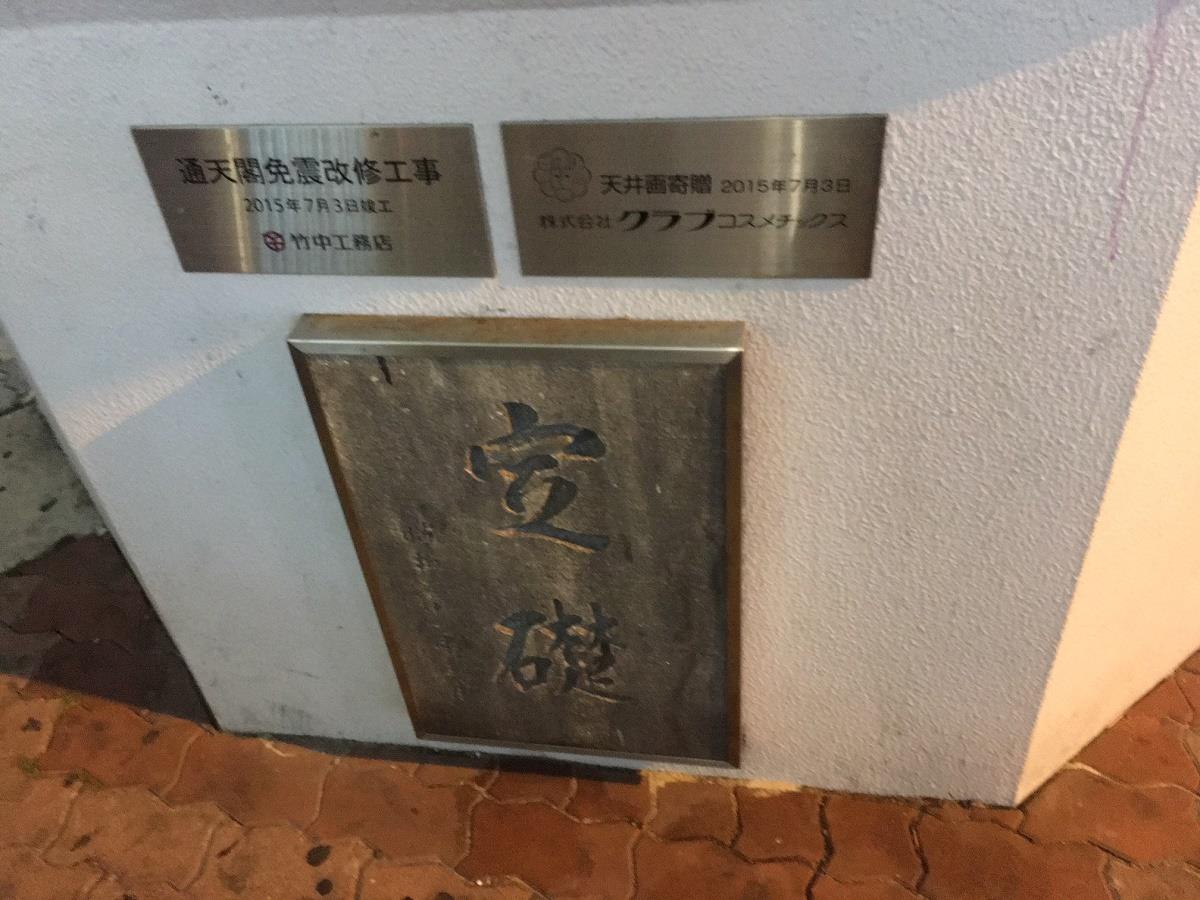 通天閣免震改修工事
2015年7月3日竣工
竹中工務店
天井画寄贈 2015年7月3日
株式会社 クラブコスメチックス
定礎